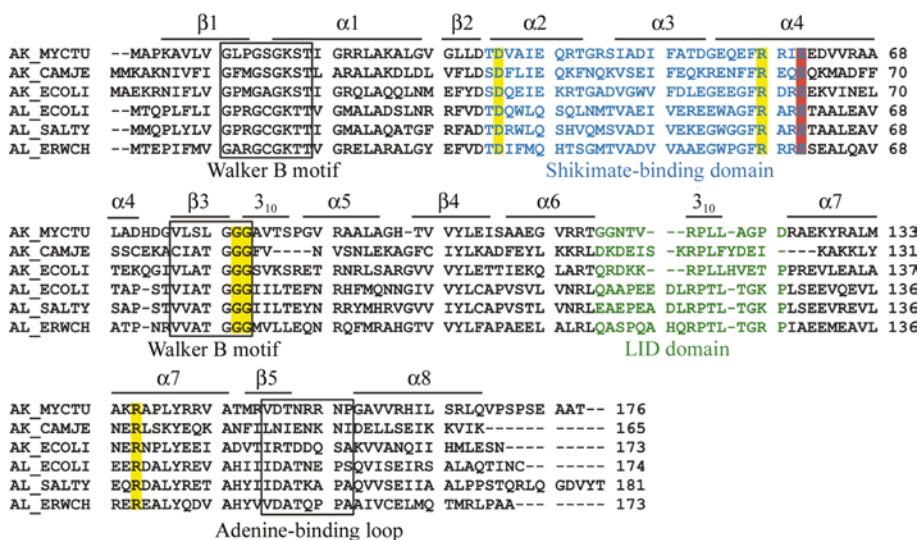 β1 α1 β2 α2 α3 α4
AK_MYCTU --MAPKAVLV GLPGSGKSTI GRRLAKALGV GLLDTDVAIE QRTGRSIADI FATDGEQEFR RIEEDVVRAA 68
AK_CAMJE MMKAKNIVFI GFMGSGKSTL ARALAKDLDL VFLDSDFLIE QKFNQKVSEI FEQKRENFFR EQEQKMADFF 70
AK_ECOLI MAEKRNIFLV GPMGAGKSTI GRQLAQQLNM EFYDSDQEIE KRTGADVGWV FDLEGEEGFR DREEKVINEL 70
AL_ECOLI --MTQPLFLI GPRGCGKTTV GMALADSLNR RFVDTDQWLQ SQLNMTVAEI VEREEWAGFR ARETAALEAV 68
AL_SALTY --MMQPLYLV GPRGCGKTTI GMALAQATGF RFADTDRWLQ SHVQMSVADI VEKEGWGGFR ARETAALEAV 68
AL_ERWCH --MTEPIFMV GARGCGKTTV GRELARALGY EFVDTDIFMQ HTSGMTVADV VAAEGWPGFR RRESEALQAV 68
Walker B motif Shikimate-binding domain
α4 β3 3₁₀ α5 β4 α6 3₁₀ α7
AK_MYCTU LADHDGVLSL GGGAVTSPGV RAALAGH-TV VYLEISAAEG VRRTGGNTV- --RPLL-AGP DRAEKYRALM 133
AK_CAMJE SSCEKACIAT GGGFV----N VSNLEKAGFC IYLKADFEYL KKRLDKDEIS -KRPLFYDEI -----KAKKLY 131
AK_ECOLI TEKQGIVLAT GGGSVKSRET RNRLSARGVV VYLETTIEKQ LARTQRDKK- --RPLLHVET PPREVLEALA 137
AL_ECOLI TAP-STVIAT GGGIILTEFN RHFMQNNGIV VYLCAPVSVL VNRLQAAPEE DLRPTL-TGK PLSEEVQEVL 136
AL_SALTY SAP-STVVAT GGGIILTEYN RRYMHRVGVV IYLCAPVSTL VNRLEAEPEA DLRPTL-TGK PLSEEVREVL 136
AL_ERWCH ATP-NRVVAT GGGMVLLEQN RQFMRAHGTV VYLFAPAEEL ALRLQASPQA HQRPTL-TGR PIAEEMEAVL 136
Walker B motif LID domain
α7 β5 α8
AK_MYCTU AKRAPLYRRV ATMRVDTNRR NPGAVVRHIL SRLQVPSPSE AAT-- 176
AK_CAMJE NERLSKYEQK ANFILNIENK NIDELLSEIK KVIK------ ----- 165
AK_ECOLI NERNPLYEEI ADVTIRTDDQ SAKVVANQII HMLESN---- ----- 173
AL_ECOLI EERDALYREV AHIIIDATNEP SQVISEIRS ALAQTINC-- ----- 174
AL_SALTY EQRDALYRET AHYIIDATKA PAQVVSEIIA ALPPSTQRLQ GDVYT 181
AL_ERWCH REREALYQDV AHYVVDATQP PAAIVCELMQ TMRLPAA--- ----- 173
Adenine-binding loop